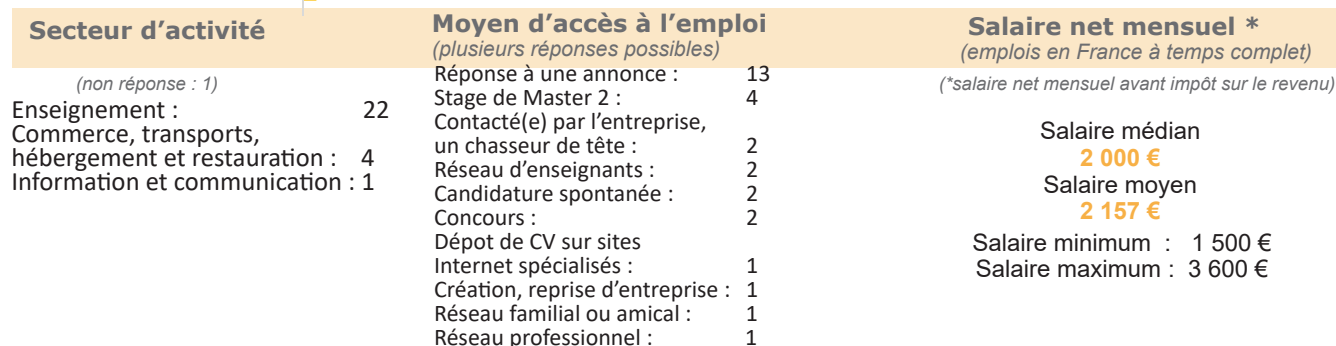 Secteur d’activité
(non réponse : 1)
Enseignement : 22
Commerce, transports,
hébergement et restauration : 4
Information et communication : 1
Moyen d’accès à l’emploi
(plusieurs réponses possibles)
Réponse à une annonce : 13
Stage de Master 2 : 4
Contacté(e) par l’entreprise,
un chasseur de tête : 2
Réseau d’enseignants : 2
Candidature spontanée : 2
Concours : 2
Dépot de CV sur sites
Internet spécialisés : 1
Création, reprise d’entreprise : 1
Réseau familial ou amical : 1
Réseau professionnel : 1
Salaire net mensuel *
(emplois en France à temps complet)
(*salaire net mensuel avant impôt sur le revenu)
Salaire médian
2 000 €
Salaire moyen
2 157 €
Salaire minimum : 1 500 €
Salaire maximum : 3 600 €